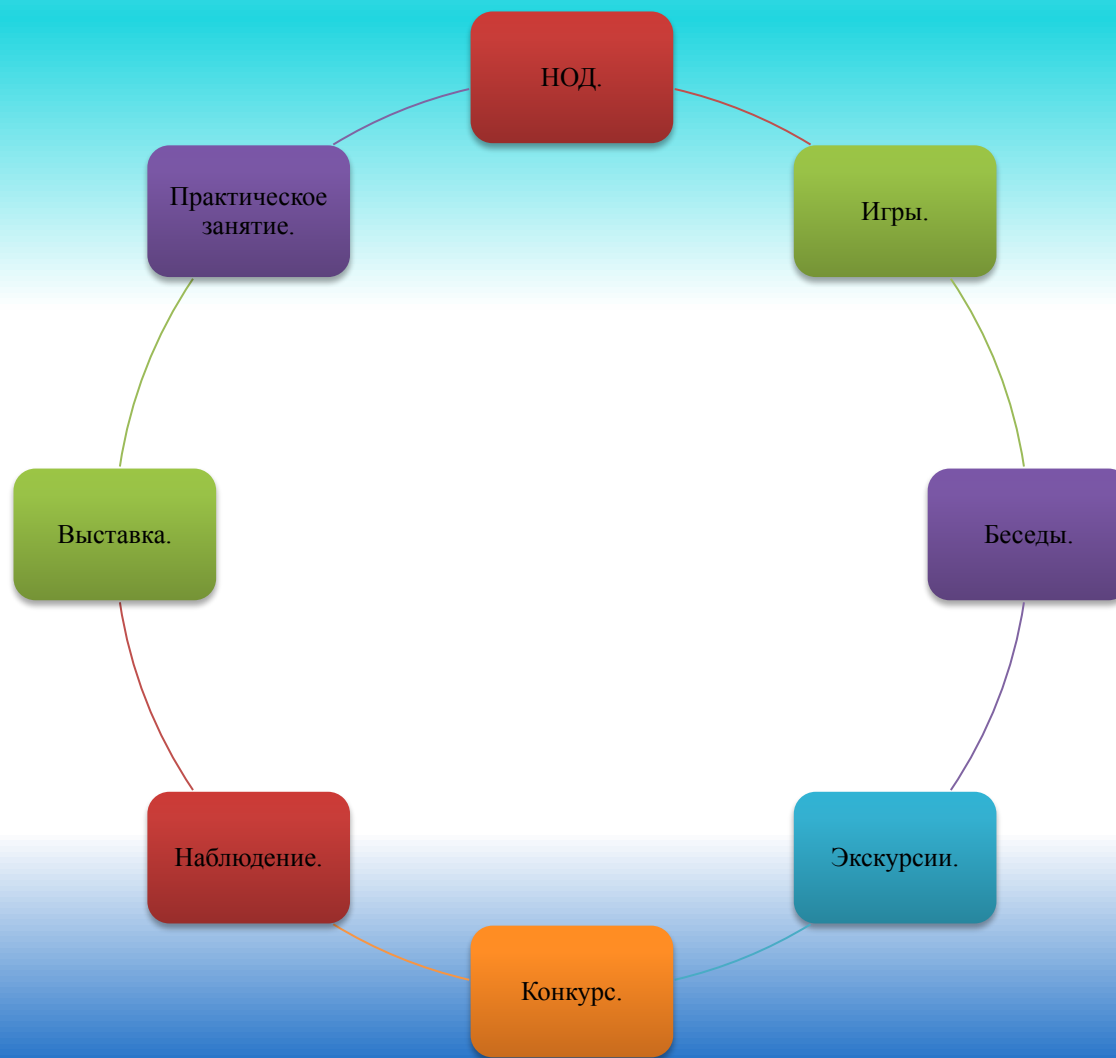 НОД.
Игры.
Беседы.
Экскурсии.
Конкурс.
Наблюдение.
Выставка.
Практическое
занятие.